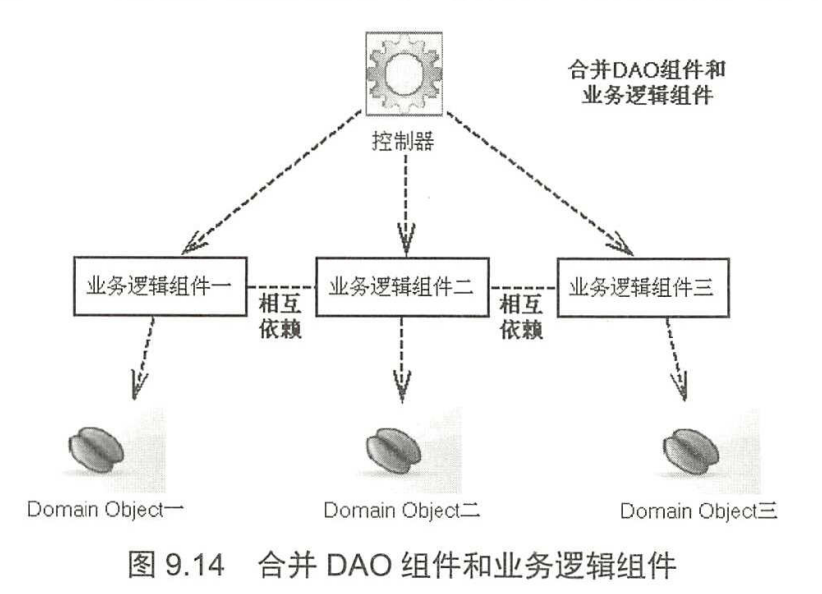 合并DAO组件和
业务逻辑组件
控制器
业务逻辑组件一
业务逻辑组件二
业务逻辑组件三
相互
依赖
相互
依赖
Domain Object一
Domain Object二
Domain Object三
图 9.14 合并 DAO 组件和业务逻辑组件